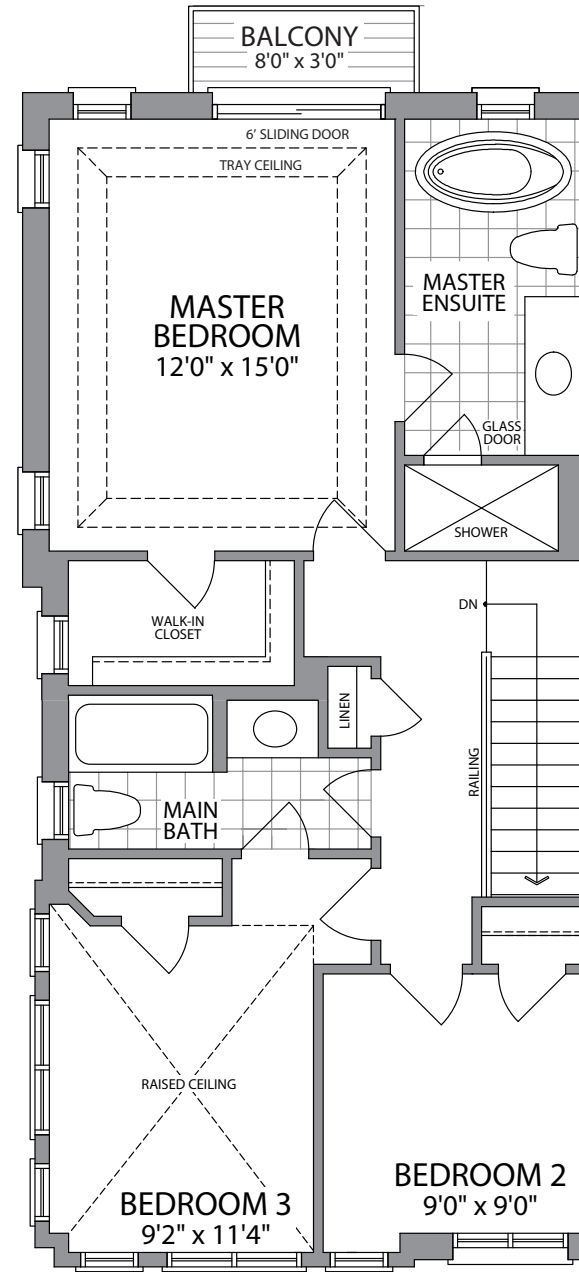 BALCONY
8'0" x 3'0"
6' SLIDING DOOR
TRAY CEILING
MASTER
BEDROOM
12'0" x 15'0"
MASTER
ENSUITE
GLASS
DOOR
SHOWER
WALK-IN
CLOSET
DN
LINEN
RAILING
MAIN
BATH
RAISED CEILING
BEDROOM 3
9'2" x 11'4"
BEDROOM 2
9'0" x 9'0"